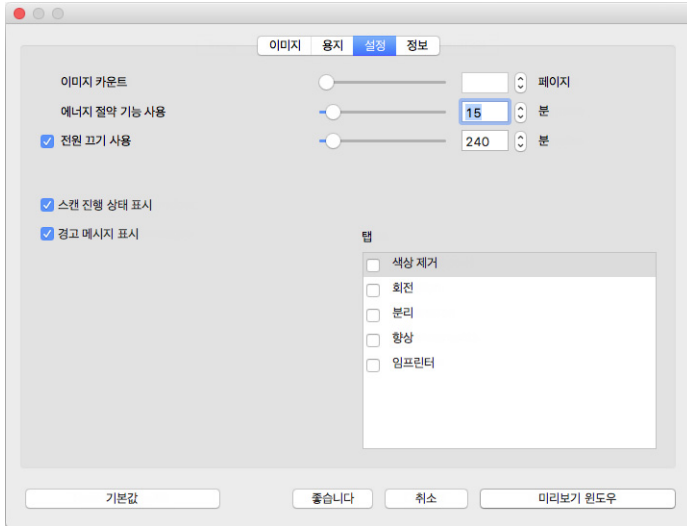 이미지 용지 설정 정보
이미지 카운트 페이지
에너지 절약 기능 사용 15 분
전원 끄기 사용 240 분
스캔 진행 상태 표시
경고 메시지 표시
탭
색상 제거
회전
분리
향상
임프린터
기본값 좋습니다 취소 미리보기 윈도우